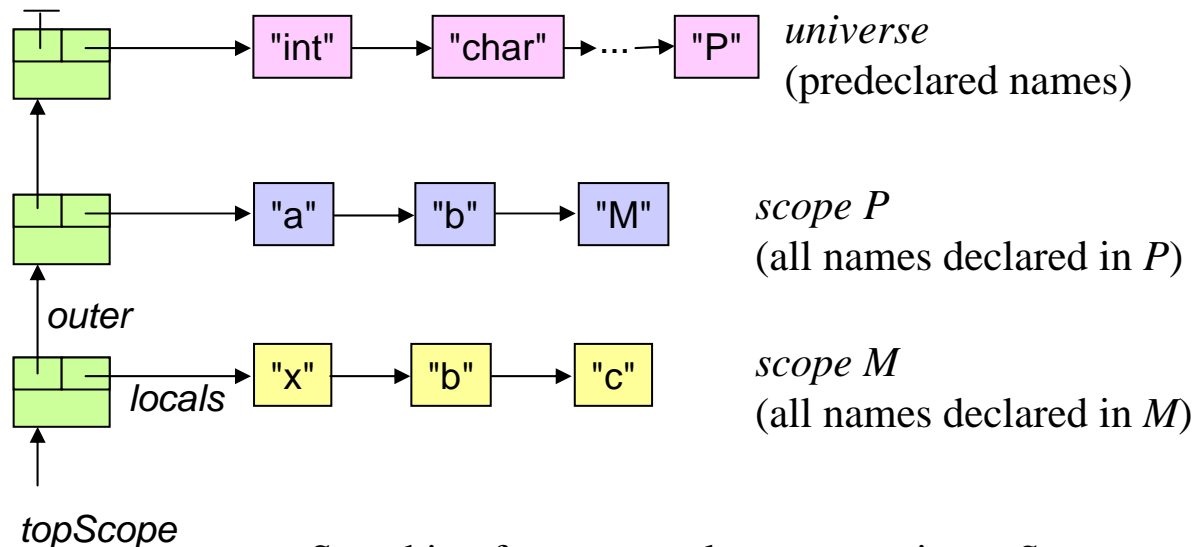 "int" "char" ... "P" universe
(predeclared names)
"a" "b" "M" scope P
(all names declared in P)
outer
"x" "b" "c" scope M
locals (all names declared in M)
topScope